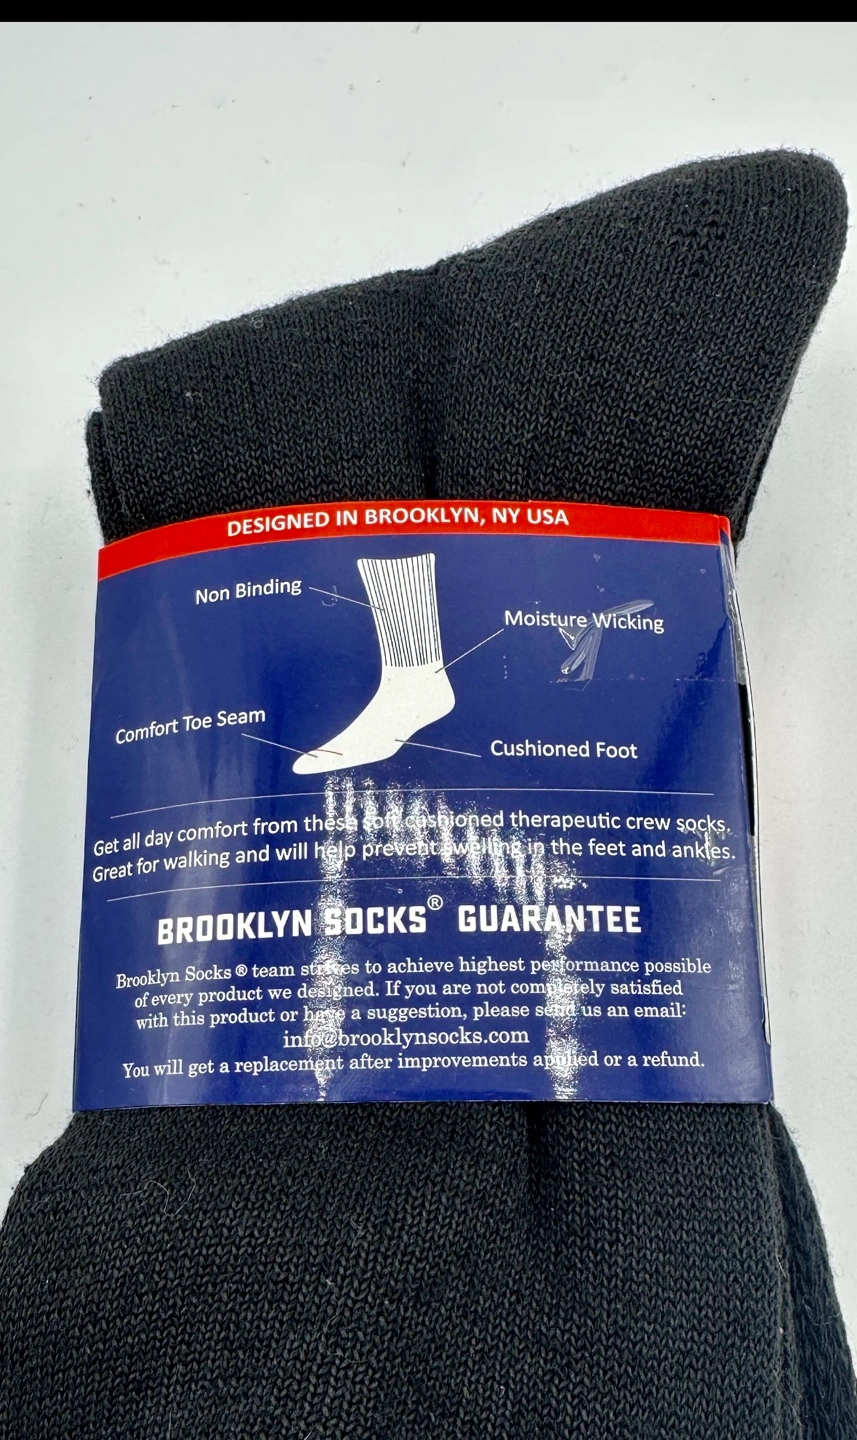 DESIGNED IN BROOKLYN, NY USA
Non Binding
Moisture Wicking
Comfort Toe Seam
Cushioned Foot
Get all day comfort from these soft cushioned therapeutic crew socks.
Great for walking and will help prevent swelling in the feet and ankles.
BROOKLYN SOCKS® GUARANTEE
Brooklyn Socks ® team strives to achieve highest performance possible
of every product we designed. If you are not completely satisfied
with this product or have a suggestion, please send us an email:
info@brooklynsocks.com
You will get a replacement after improvements applied or a refund.